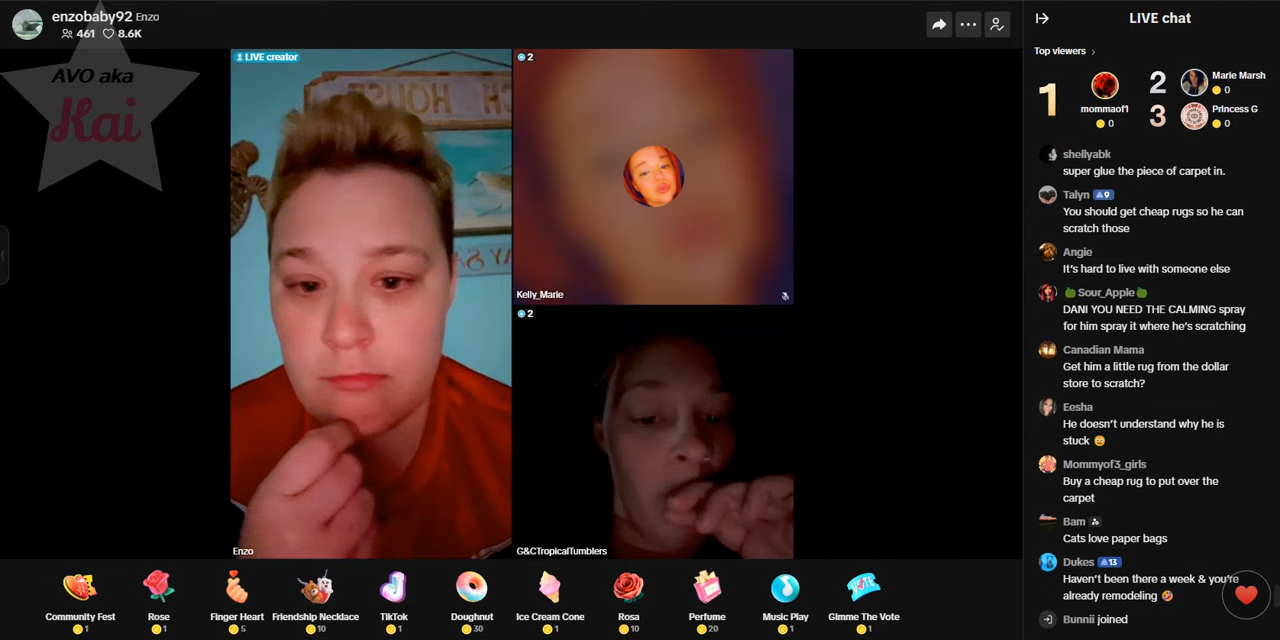 enzobaby92 Enzo
461 8.6K
AVO aka
Kai
LIVE creator
2
Kelly_Marie
2
Enzo
G&CTropicalTumblers
Community Fest
1
Rose
1
Finger Heart
5
Friendship Necklace
10
TikTok
1
Doughnut
30
Ice Cream Cone
1
Rosa
10
Perfume
20
Music Play
1
Gimme The Vote
1
LIVE chat
Top viewers
1
mommaof1
0
2
Marie Marsh
0
3
Princess G
0
shellyabk
super glue the piece of carpet in.
Talyn 9
You should get cheap rugs so he can
scratch those
Angie
It's hard to live with someone else
🍏Sour_Apple🍏
DANI YOU NEED THE CALMING spray
for him spray it where he's scratching
Canadian Mama
Get him a little rug from the dollar
store to scratch?
Eesha
He doesn't understand why he is
stuck
Mommyof3_girls
Buy a cheap rug to put over the
carpet
Bam
Cats love paper bags
Dukes 13
Haven't been there a week & you're
already remodeling 🤣
Bunnii joined